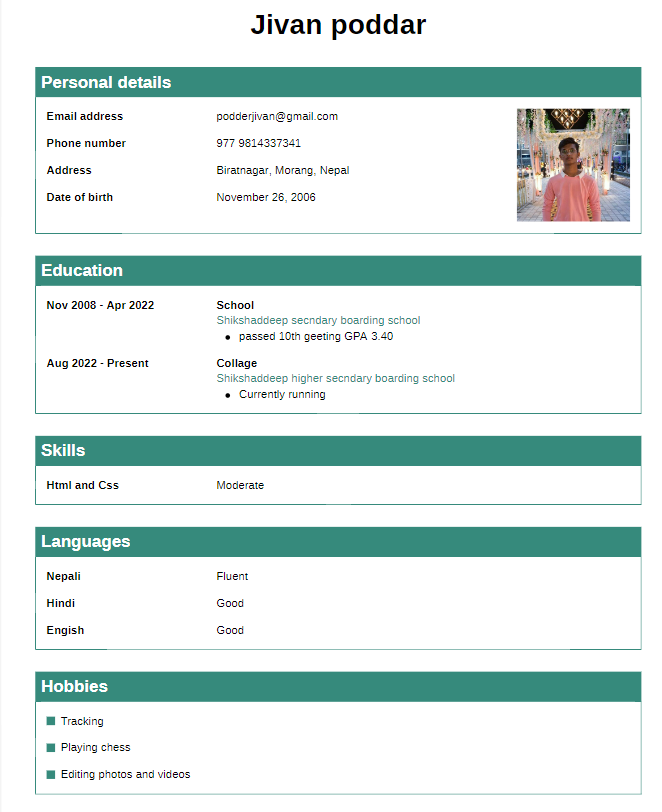 Jivan poddar
Personal details
Email address podderjivan@gmail.com
Phone number 977 9814337341
Address Biratnagar, Morang, Nepal
Date of birth November 26, 2006
Education
Nov 2008 - Apr 2022 School
Shikshaddeep secndary boarding school
● passed 10th geeting GPA 3.40
Aug 2022 - Present Collage
Shikshaddeep higher secndary boarding school
● Currently running
Skills
Html and Css Moderate
Languages
Nepali Fluent
Hindi Good
Engish Good
Hobbies
Tracking
Playing chess
Editing photos and videos